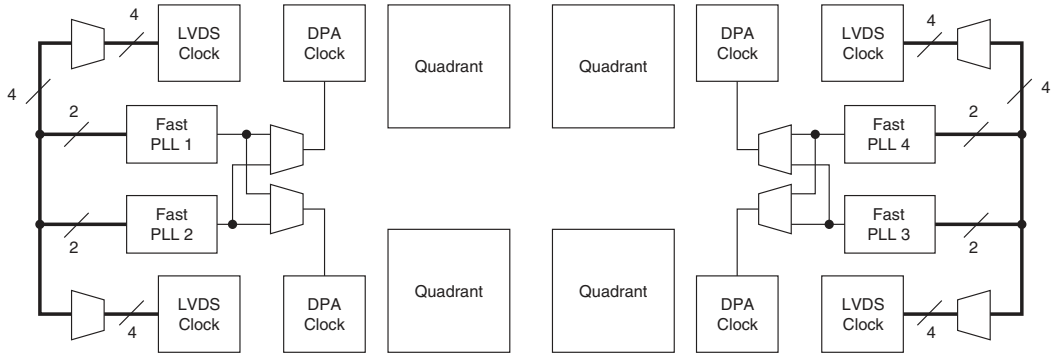 4
LVDS
Clock
DPA
Clock
Quadrant
Quadrant
DPA
Clock
LVDS
Clock
4
4
2
Fast
PLL 1
Fast
PLL 4
2
4
2
Fast
PLL 2
Fast
PLL 3
2
4
LVDS
Clock
DPA
Clock
Quadrant
Quadrant
DPA
Clock
LVDS
Clock
4